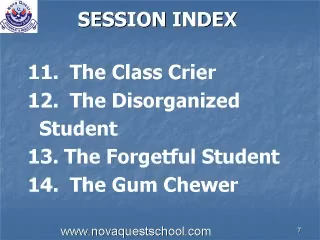 SESSION INDEX
11. The Class Crier
12. The Disorganized
Student
13. The Forgetful Student
14. The Gum Chewer
www.novaquestschool.com
7